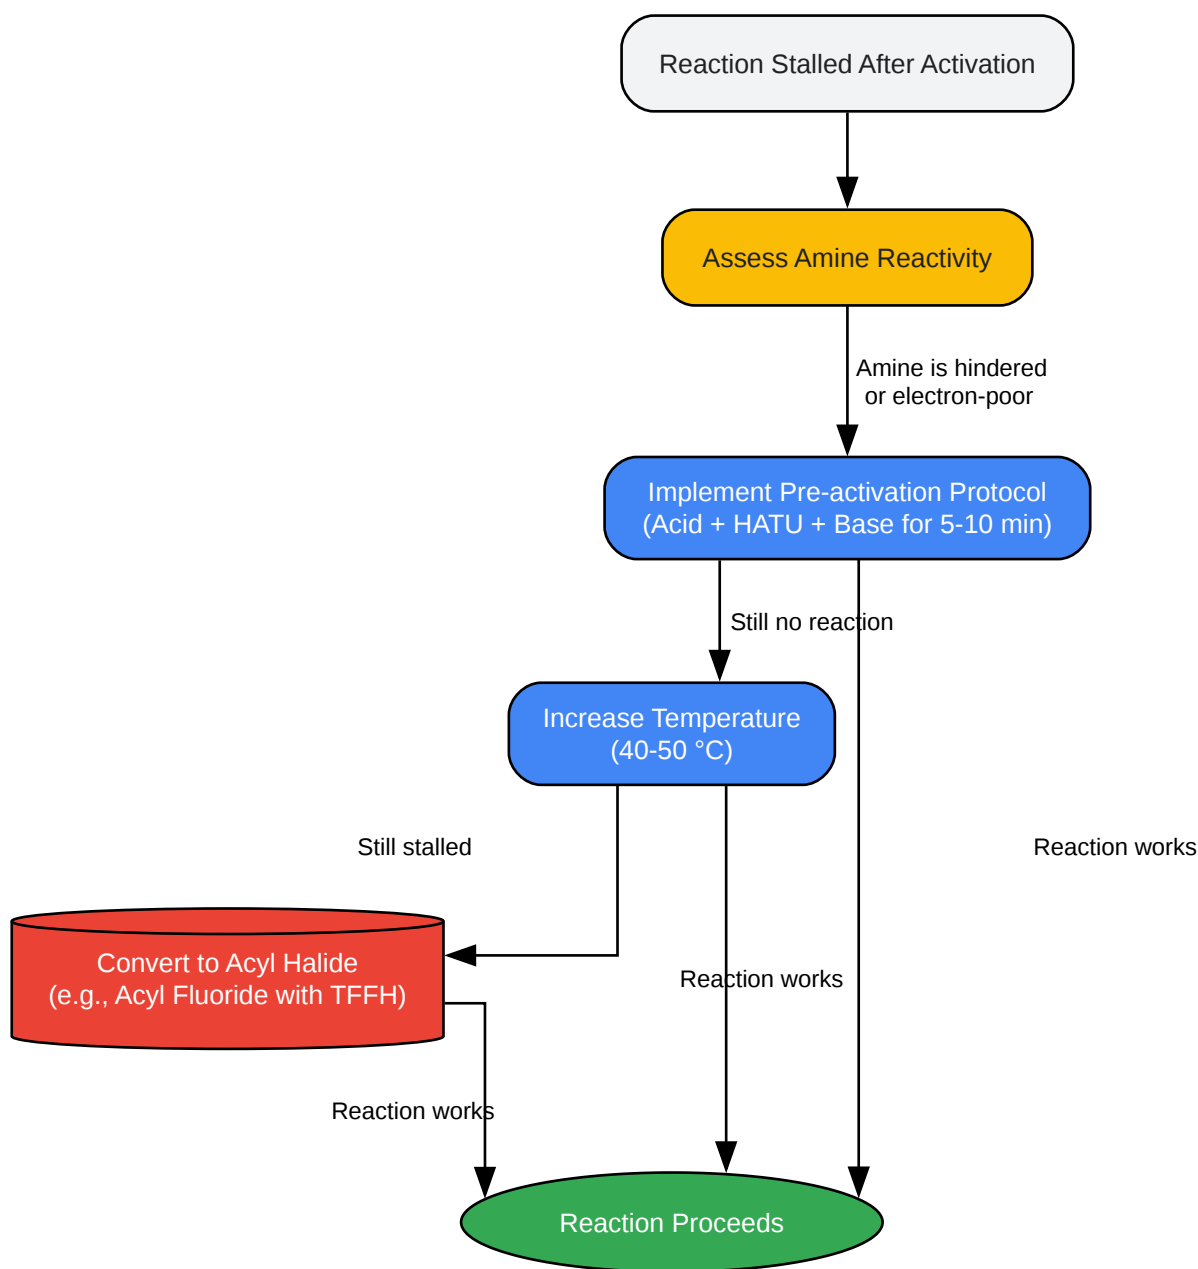 Reaction Stalled After Activation
Assess Amine Reactivity
Amine is hindered
or electron-poor
Implement Pre-activation Protocol
(Acid + HATU + Base for 5-10 min)
Still no reaction
Increase Temperature
(40-50 °C)
Still stalled
Reaction works
Convert to Acyl Halide
(e.g., Acyl Fluoride with TFFH)
Reaction works
Reaction works
Reaction Proceeds